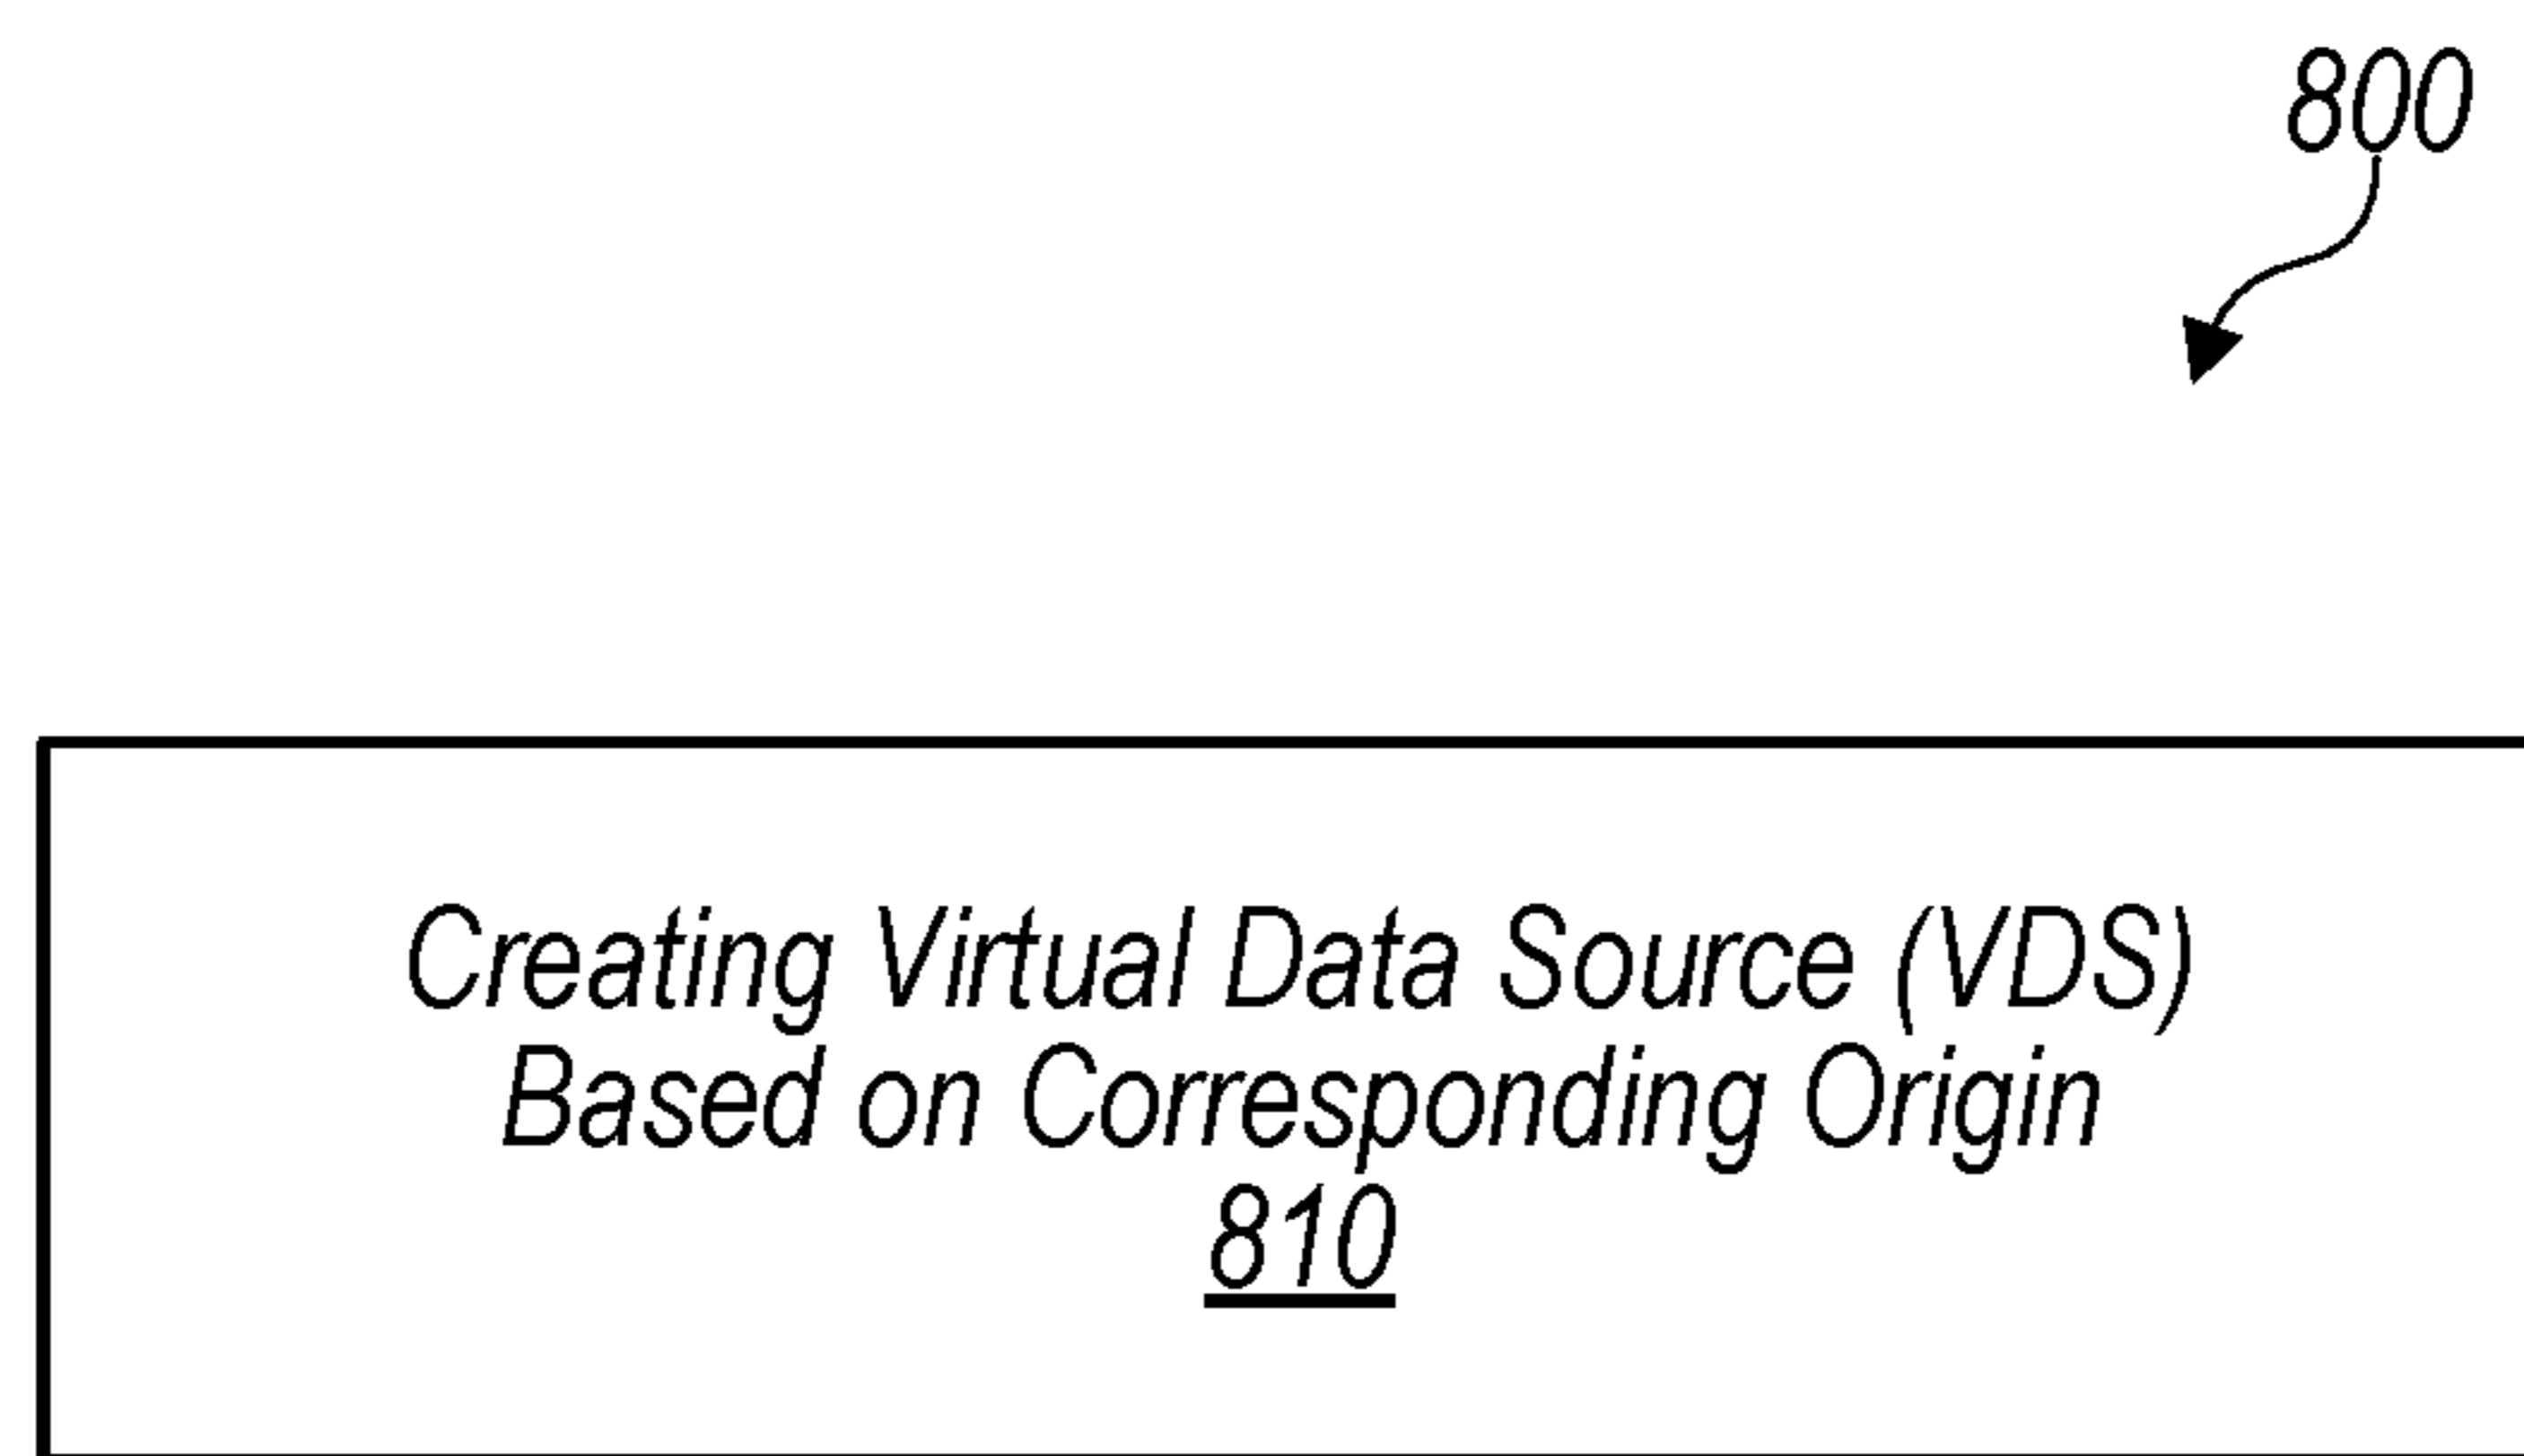 800
Creating Virtual Data Source (VDS)
Based on Corresponding Origin
810